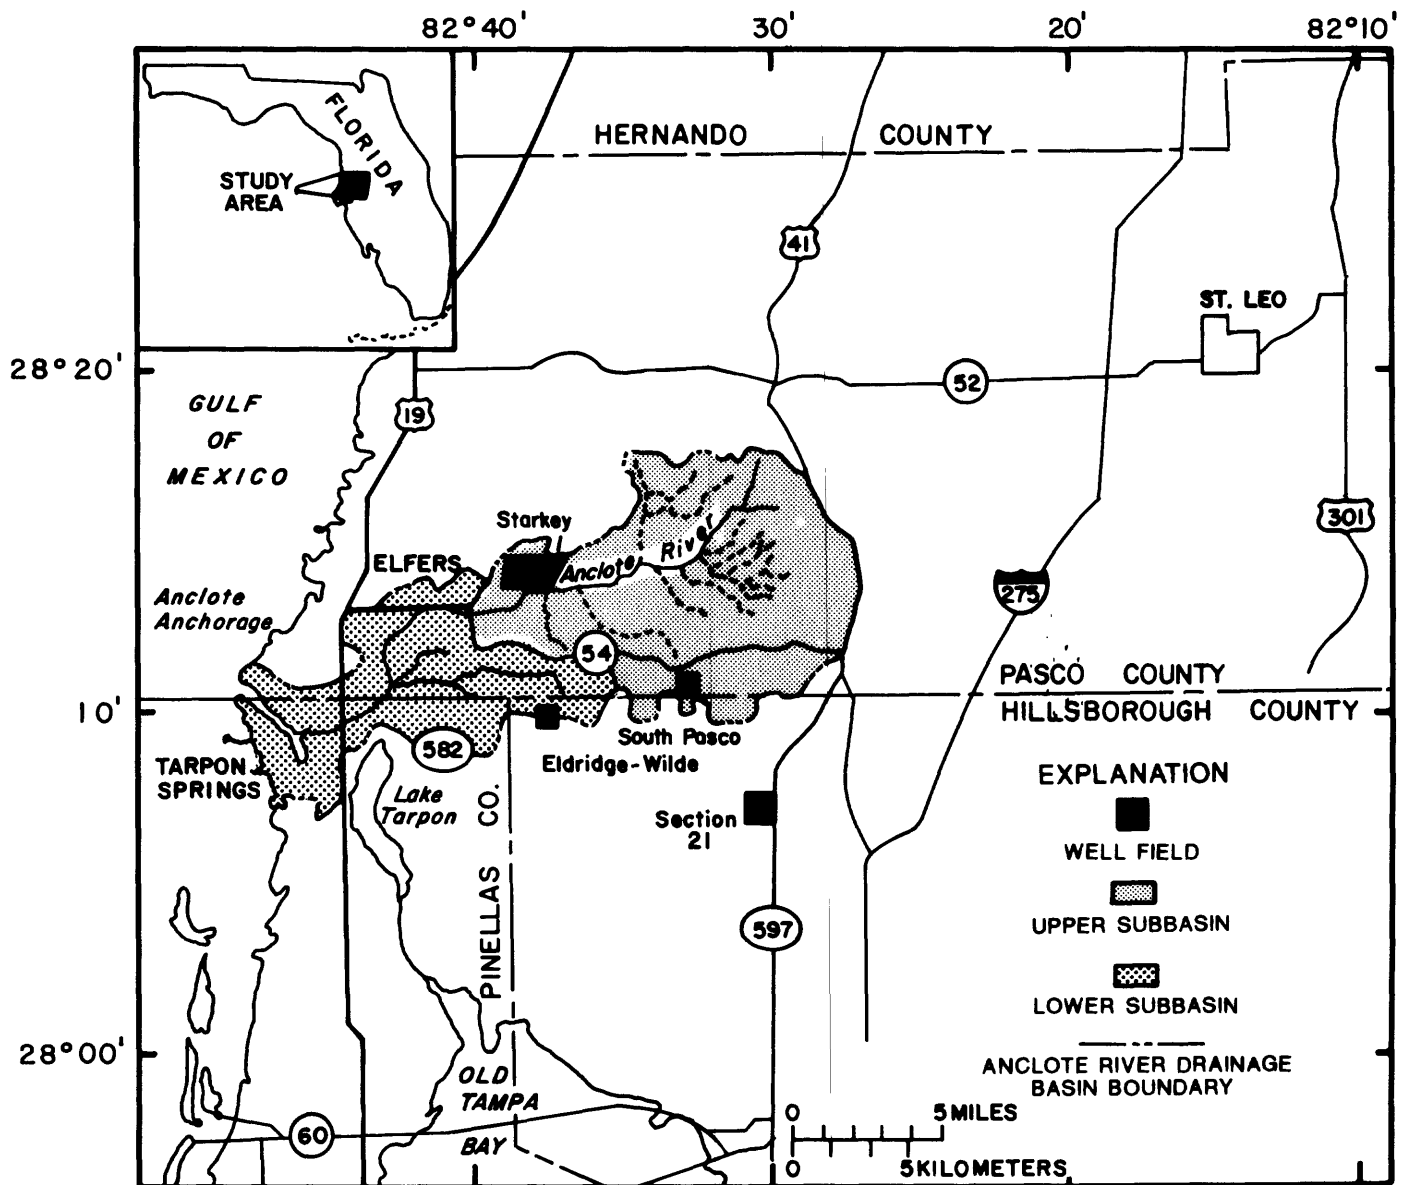 82°40'
30'
20'
82°10'
FLORIDA
STUDY
AREA
HERNANDO COUNTY
41
ST. LEO
28°20'
52
GULF
OF
MEXICO
19
301
Starkey
Anclote River
ELFERS
275
Anclote
Anchorage
54
PASCO COUNTY
HILLSBOROUGH COUNTY
10'
South Pasco
582
Eldridge-Wilde
TARPON
SPRINGS
Lake
Tarpon
PINELLAS CO.
Section
21
597
EXPLANATION
WELL FIELD
UPPER SUBBASIN
LOWER SUBBASIN
ANCLOTE RIVER DRAINAGE
BASIN BOUNDARY
28°00'
OLD
TAMPA
BAY
60
0 5 MILES
0 5 KILOMETERS